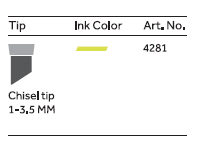 Tip Ink Color Art. No.
4281
Chisel tip
1-3,5 MM